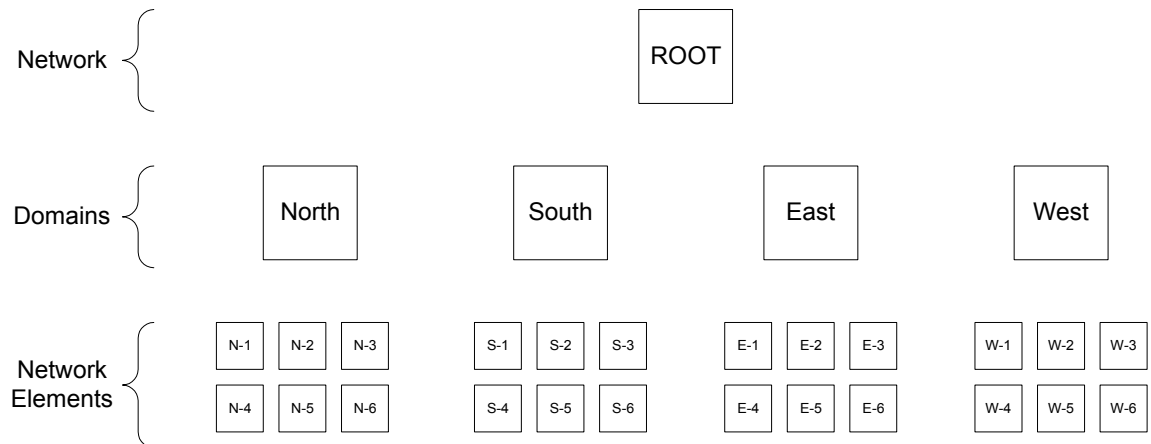 Network
ROOT
Domains
North
South
East
West
Network
Elements
N-1 N-2 N-3
N-4 N-5 N-6
S-1 S-2 S-3
S-4 S-5 S-6
E-1 E-2 E-3
E-4 E-5 E-6
W-1 W-2 W-3
W-4 W-5 W-6